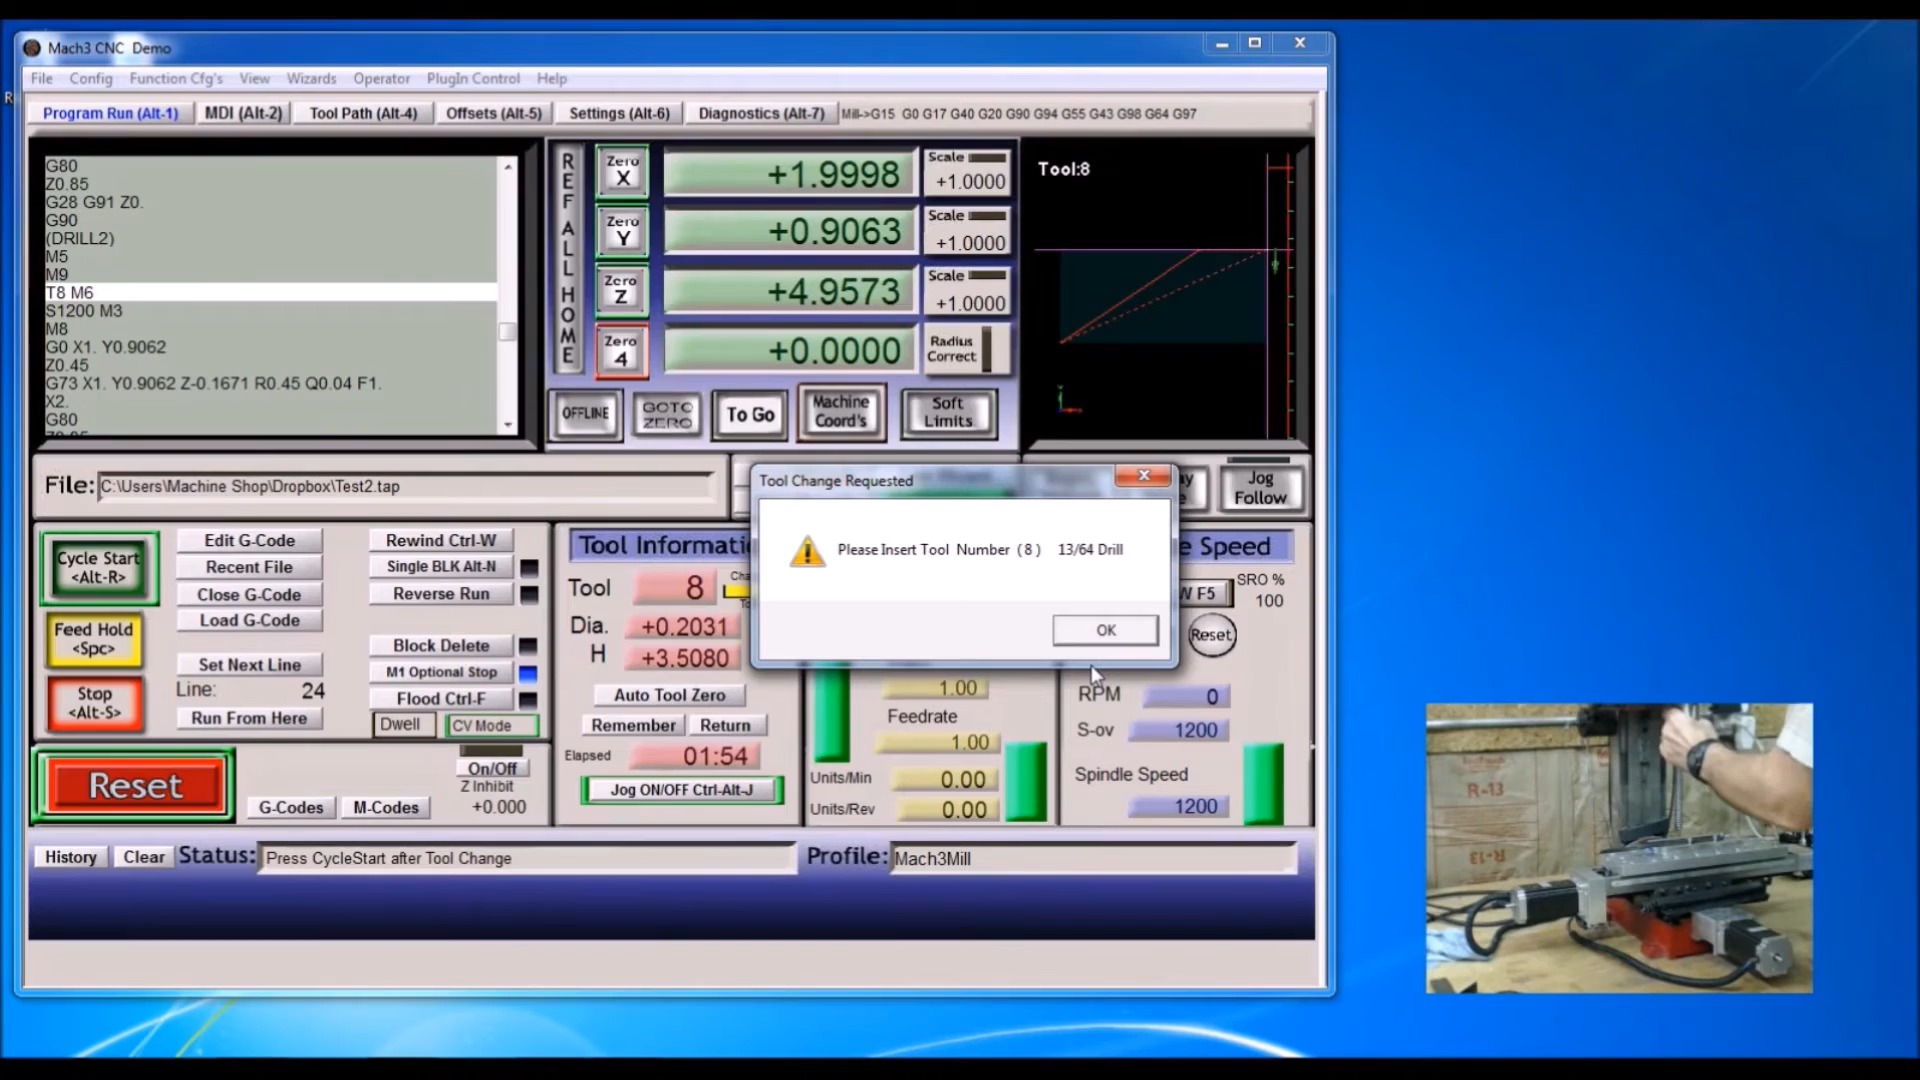 Mach3 CNC Demo
File Config Function Cfg's View Wizards Operator PlugIn Control Help
Program Run (Alt-1) MDI (Alt-2) Tool Path (Alt-4) Offsets (Alt-5) Settings (Alt-6) Diagnostics (Alt-7) Mill->G15 G0 G17 G40 G20 G90 G94 G55 G43 G98 G64 G97
G80
Z0.85
G28 G91 Z0.
G90
(DRILL2)
M5
M9
T8 M6
S1200 M3
M8
G0 X1. Y0.9062
Z0.45
G73 X1. Y0.9062 Z-0.1671 R0.45 Q0.04 F1.
X2.
G80
REF ALL HOME
Zero X +1.9998 Scale +1.0000
Zero Y +0.9063 Scale +1.0000
Zero Z +4.9573 Scale +1.0000
Zero 4 +0.0000 Radius Correct
OFFLINE GOTO ZERO To Go Machine Coord's Soft Limits
Tool:8
File: C:\Users\Machine Shop\Dropbox\Test2.tap
Jog Follow
Tool Change Requested
Please Insert Tool Number (8) 13/64 Drill
OK
Cycle Start <Alt-R>
Feed Hold <Spc>
Stop <Alt-S>
Edit G-Code
Recent File
Close G-Code
Load G-Code
Set Next Line
Line: 24
Run From Here
Rewind Ctrl-W
Single BLK Alt-N
Reverse Run
Block Delete
M1 Optional Stop
Flood Ctrl-F
Dwell CV Mode
Reset
G-Codes M-Codes
On/Off
Z Inhibit
+0.000
Tool 8
Dia. +0.2031
H +3.5080
Auto Tool Zero
Remember Return
Elapsed 01:54
Jog ON/OFF Ctrl-Alt-J
1.00
Feedrate
1.00
Units/Min 0.00
Units/Rev 0.00
Speed
F5
SRO %
100
Reset
RPM 0
S-ov 1200
Spindle Speed
1200
History Clear Status: Press CycleStart after Tool Change Profile: Mach3Mill
R-13
R-13